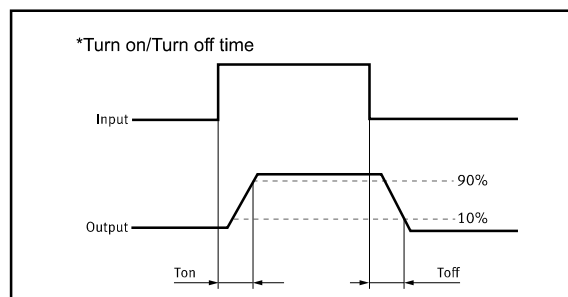 *Turn on/Turn off time
Input
90%
10%
Output
Ton
Toff